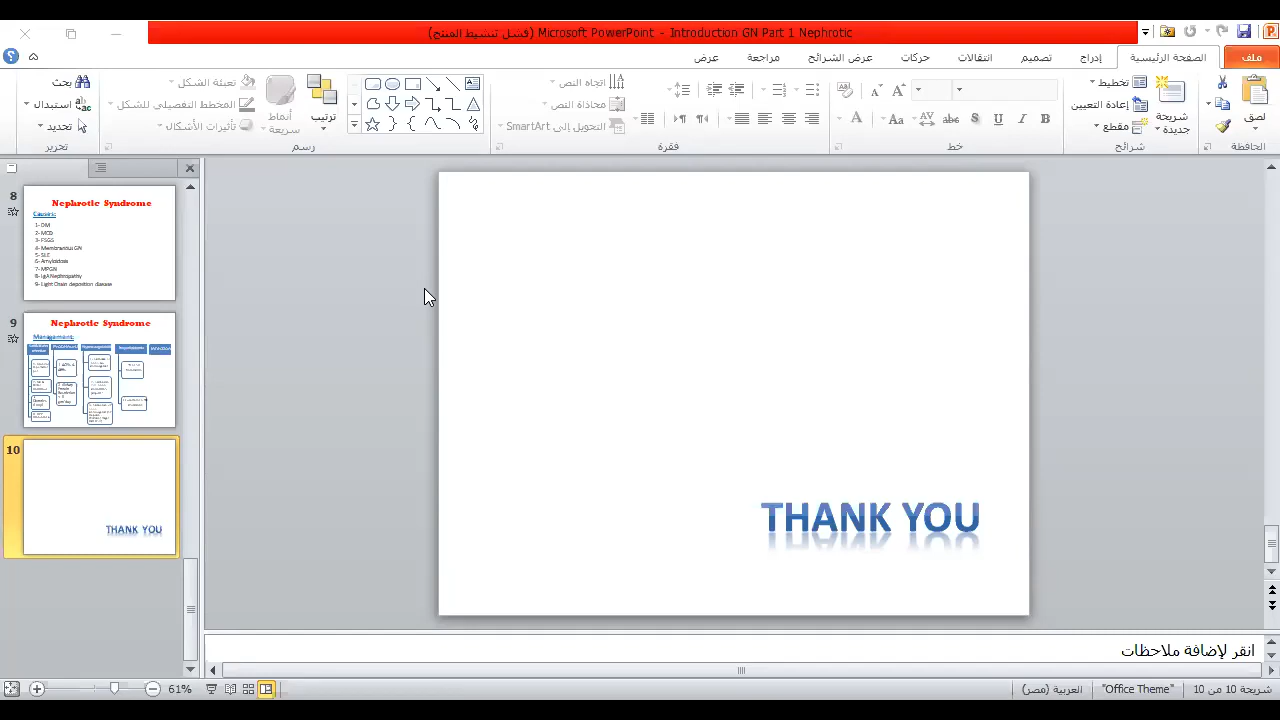 Microsoft PowerPoint - Introduction GN Part 1 Nephrotic (فشل تنشيط المنتج)
ملف
الصفحة الرئيسية
إدراج
تصميم
انتقالات
حركات
عرض الشرائح
مراجعة
عرض
لصق
الحافظة
شريحة جديدة
تخطيط
إعادة التعيين
مقطع
شرائح
B I U S abc AV Aa A
خط
اتجاه النص
محاذاة النص
التحويل إلى SmartArt
فقرة
ترتيب
أنماط سريعة
تعبئة الشكل
المخطط التفصيلي للشكل
تأثيرات الأشكال
رسم
بحث
استبدال
تحديد
تحرير
8
Nephrotic Syndrome
Causes:
1- DM
2- MCD
3- FSGS
4- Membranous GN
5- SLE
6- Amyloidosis
7- MPGN
8- IgA Nephropathy
9- Light Chain deposition disease
9
Nephrotic Syndrome
Management:
10
THANK YOU
THANK YOU
انقر لإضافة ملاحظات
شريحة 10 من 10
"Office Theme"
العربية (مصر)
61%